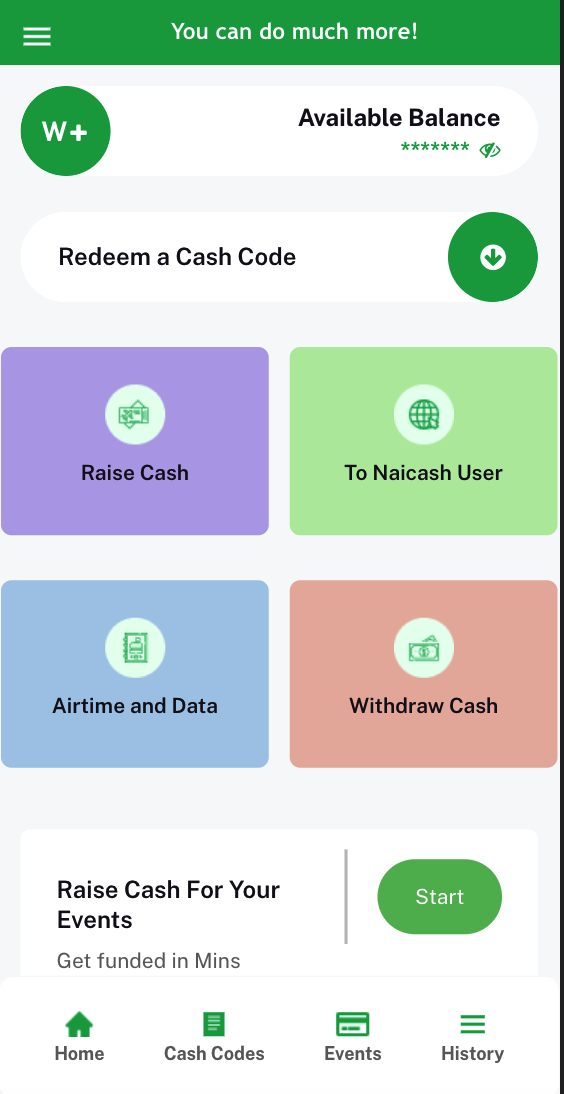 You can do much more!
W+
Available Balance
*******
Redeem a Cash Code
Raise Cash
To Naicash User
Airtime and Data
Withdraw Cash
Raise Cash For Your
Events
Get funded in Mins
Start
Home
Cash Codes
Events
History